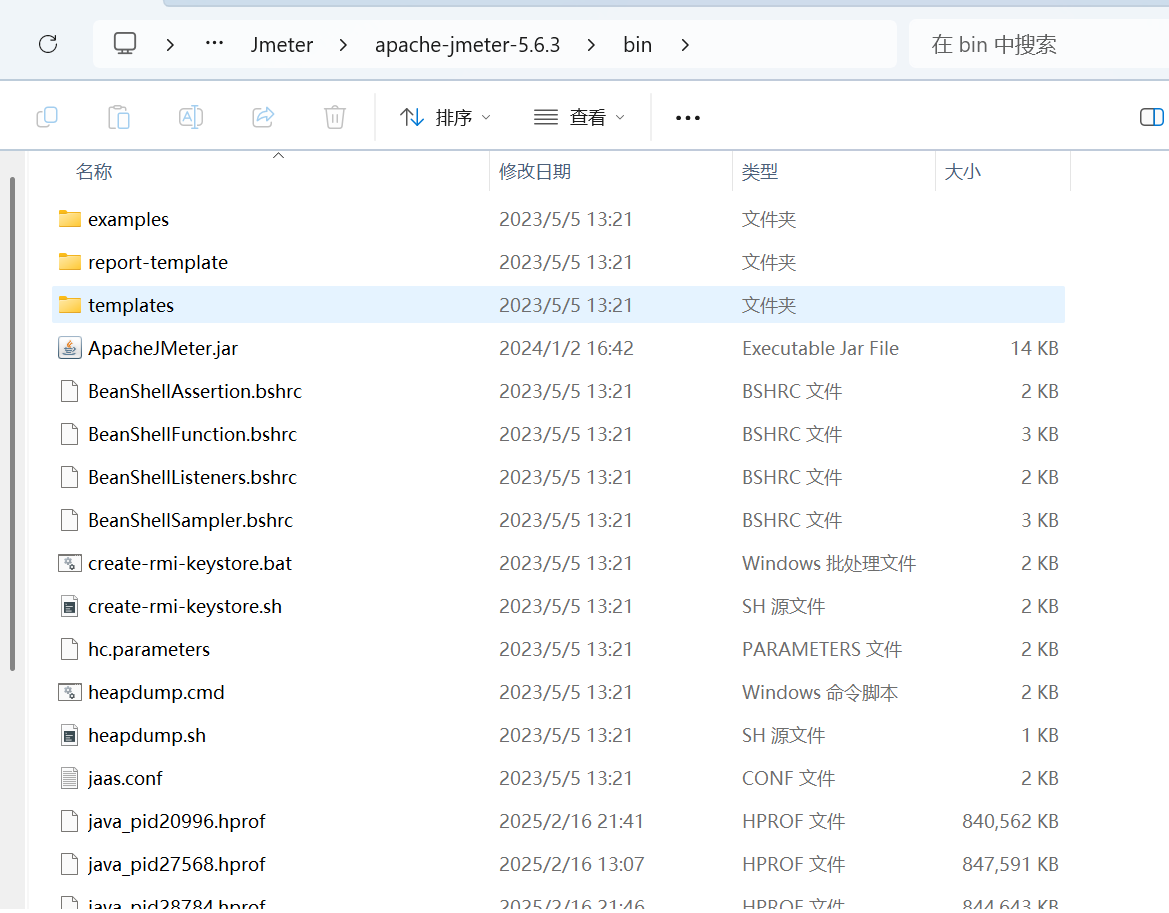 Jmeter apache-jmeter-5.6.3 bin 在 bin 中搜索
排序 查看
名称 修改日期 类型 大小
examples 2023/5/5 13:21 文件夹
report-template 2023/5/5 13:21 文件夹
templates 2023/5/5 13:21 文件夹
ApacheJMeter.jar 2024/1/2 16:42 Executable Jar File 14 KB
BeanShellAssertion.bshrc 2023/5/5 13:21 BSHRC 文件 2 KB
BeanShellFunction.bshrc 2023/5/5 13:21 BSHRC 文件 3 KB
BeanShellListeners.bshrc 2023/5/5 13:21 BSHRC 文件 2 KB
BeanShellSampler.bshrc 2023/5/5 13:21 BSHRC 文件 3 KB
create-rmi-keystore.bat 2023/5/5 13:21 Windows 批处理文件 2 KB
create-rmi-keystore.sh 2023/5/5 13:21 SH 源文件 2 KB
hc.parameters 2023/5/5 13:21 PARAMETERS 文件 2 KB
heapdump.cmd 2023/5/5 13:21 Windows 命令脚本 2 KB
heapdump.sh 2023/5/5 13:21 SH 源文件 1 KB
jaas.conf 2023/5/5 13:21 CONF 文件 2 KB
java_pid20996.hprof 2025/2/16 21:41 HPROF 文件 840,562 KB
java_pid27568.hprof 2025/2/16 13:07 HPROF 文件 847,591 KB
java_pid28784.hprof 2025/2/16 21:46 HPROF 文件 844,643 KB